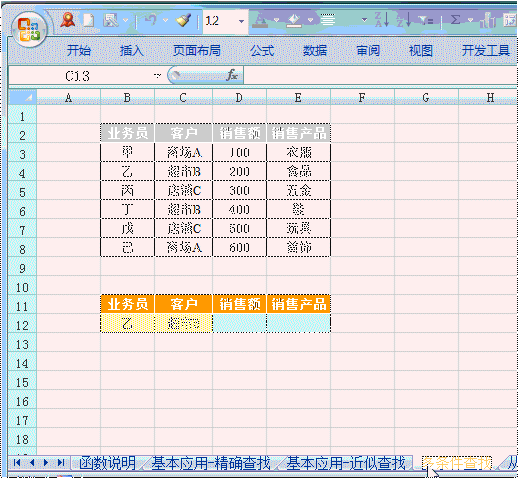 12
开始 插入 页面布局 公式 数据 审阅 视图 开发工具
C13 fx
A B C D E F G H
1
2 业务员 客户 销售额 销售产品
3 甲 商场A 100 衣服
4 乙 超市B 200 食品
5 丙 店铺C 300 五金
6 丁 超市B 400 鞋
7 戊 店铺C 500 玩具
8 己 商场A 600 首饰
9
10
11 业务员 客户 销售额 销售产品
12 乙 超市B
13
14
15
16
17
18
函数说明 基本应用-精确查找 基本应用-近似查找 多条件查找 从